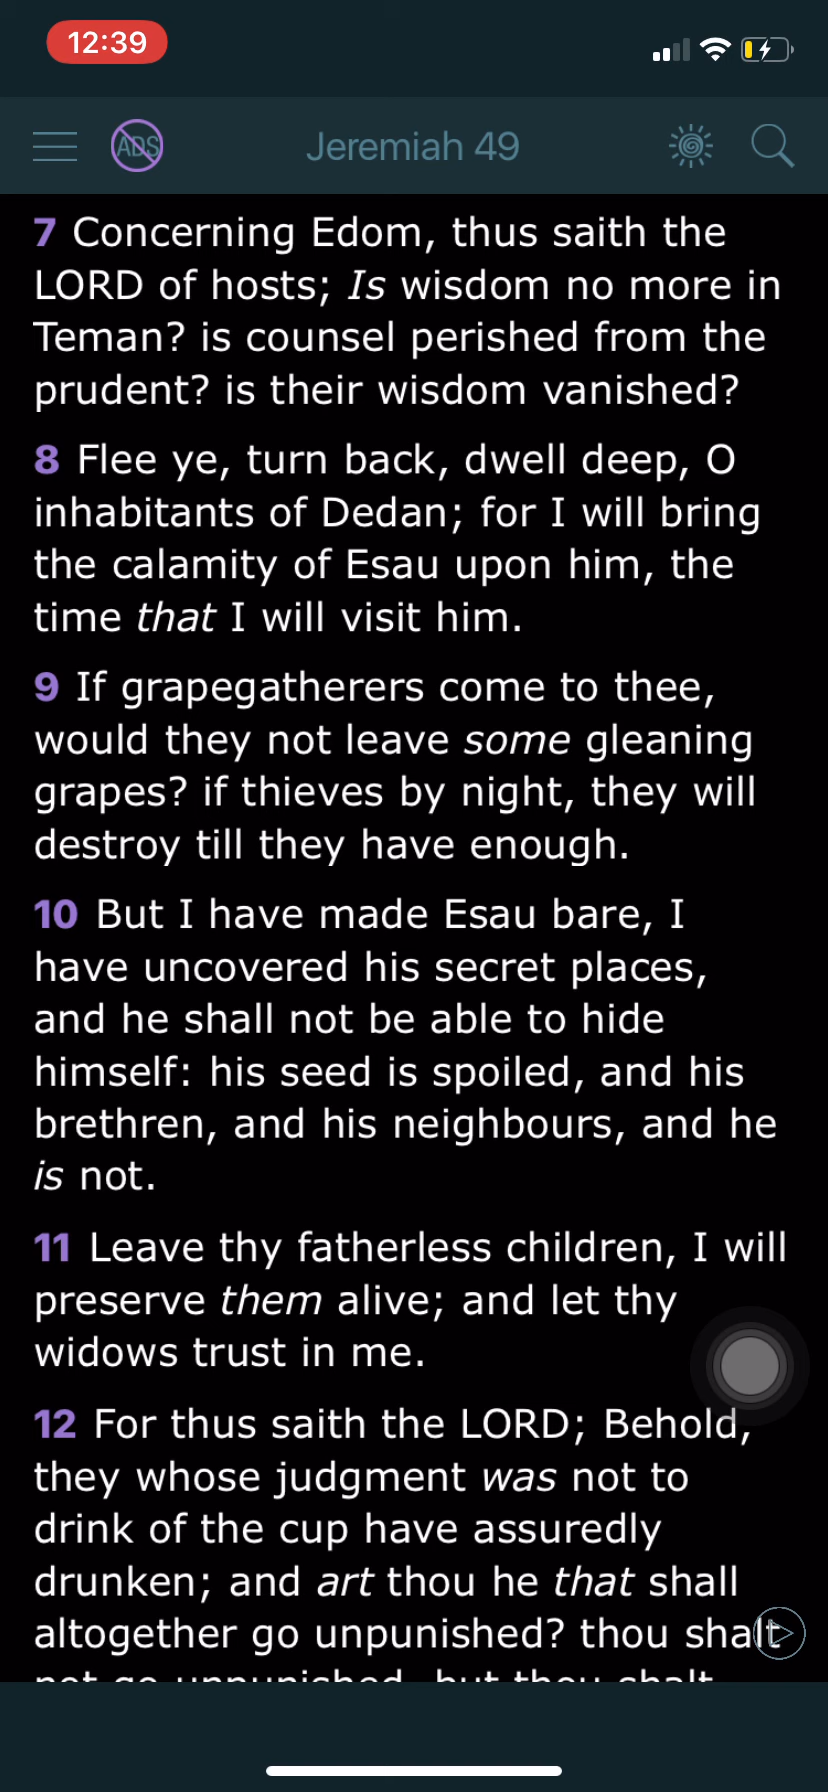 12:39
ADS
Jeremiah 49
7 Concerning Edom, thus saith the
LORD of hosts; Is wisdom no more in
Teman? is counsel perished from the
prudent? is their wisdom vanished?
8 Flee ye, turn back, dwell deep, O
inhabitants of Dedan; for I will bring
the calamity of Esau upon him, the
time that I will visit him.
9 If grapegatherers come to thee,
would they not leave some gleaning
grapes? if thieves by night, they will
destroy till they have enough.
10 But I have made Esau bare, I
have uncovered his secret places,
and he shall not be able to hide
himself: his seed is spoiled, and his
brethren, and his neighbours, and he
is not.
11 Leave thy fatherless children, I will
preserve them alive; and let thy
widows trust in me.
12 For thus saith the LORD; Behold,
they whose judgment was not to
drink of the cup have assuredly
drunken; and art thou he that shall
altogether go unpunished? thou shalt
not go unpunished, but thou shalt